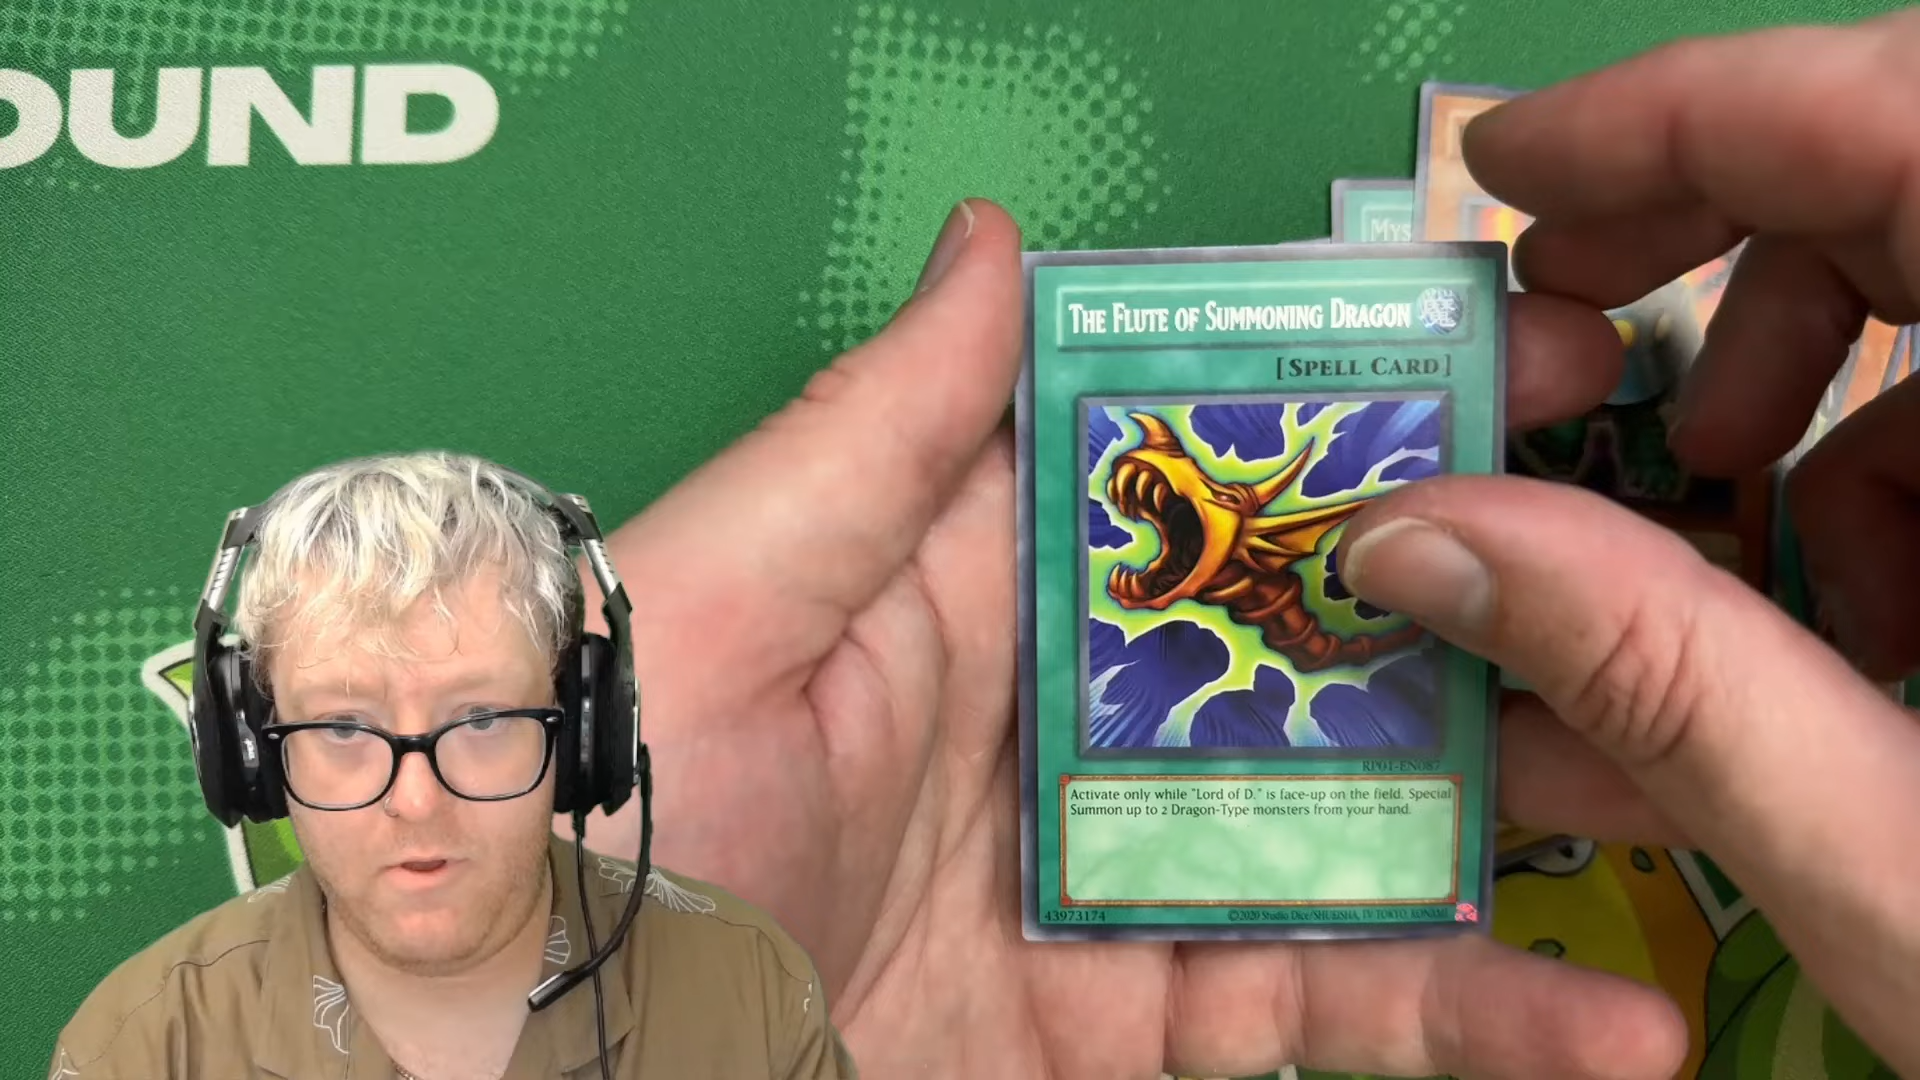 OUND
MYS
THE FLUTE OF SUMMONING DRAGON
[SPELL CARD]
RP01-EN087
Activate only while "Lord of D." is face-up on the field. Special
Summon up to 2 Dragon-Type monsters from your hand.
43973174
©2020 Studio Dice/SHUEISHA, TV TOKYO, KONAMI